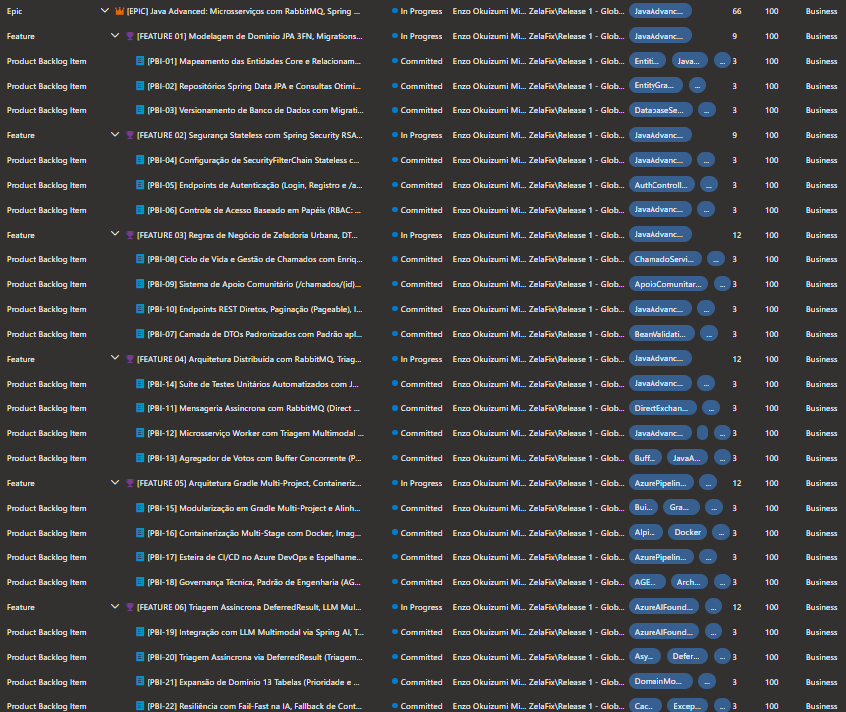 Epic [EPIC] Java Advanced: Microsserviços com RabbitMQ, Spring ... In Progress Enzo Okuizumi Mi... ZelaFix\Release 1 - Glob... JavaAdvanc... 66 100 Business
Feature [FEATURE 01] Modelagem de Domínio JPA 3FN, Migrations... In Progress Enzo Okuizumi Mi... ZelaFix\Release 1 - Glob... JavaAdvanc... 9 100 Business
Product Backlog Item [PBI-01] Mapeamento das Entidades Core e Relacionam... Committed Enzo Okuizumi Mi... ZelaFix\Release 1 - Glob... Entiti... Java... ... 3 100 Business
Product Backlog Item [PBI-02] Repositórios Spring Data JPA e Consultas Otimi... Committed Enzo Okuizumi Mi... ZelaFix\Release 1 - Glob... EntityGra... ... 3 100 Business
Product Backlog Item [PBI-03] Versionamento de Banco de Dados com Migrati... Committed Enzo Okuizumi Mi... ZelaFix\Release 1 - Glob... DatabaseSe... ... 3 100 Business
Feature [FEATURE 02] Segurança Stateless com Spring Security RSA... In Progress Enzo Okuizumi Mi... ZelaFix\Release 1 - Glob... JavaAdvanc... 9 100 Business
Product Backlog Item [PBI-04] Configuração de SecurityFilterChain Stateless c... Committed Enzo Okuizumi Mi... ZelaFix\Release 1 - Glob... JavaAdvanc... ... 3 100 Business
Product Backlog Item [PBI-05] Endpoints de Autenticação (Login, Registro e /a... Committed Enzo Okuizumi Mi... ZelaFix\Release 1 - Glob... AuthControll... ... 3 100 Business
Product Backlog Item [PBI-06] Controle de Acesso Baseado em Papéis (RBAC: ... Committed Enzo Okuizumi Mi... ZelaFix\Release 1 - Glob... JavaAdvanc... ... 3 100 Business
Feature [FEATURE 03] Regras de Negócio de Zeladoria Urbana, DT... In Progress Enzo Okuizumi Mi... ZelaFix\Release 1 - Glob... JavaAdvanc... 12 100 Business
Product Backlog Item [PBI-08] Ciclo de Vida e Gestão de Chamados com Enriq... Committed Enzo Okuizumi Mi... ZelaFix\Release 1 - Glob... ChamadoServi... ... 3 100 Business
Product Backlog Item [PBI-09] Sistema de Apoio Comunitário (/chamados/{id}... Committed Enzo Okuizumi Mi... ZelaFix\Release 1 - Glob... ApoioComunitar... ... 3 100 Business
Product Backlog Item [PBI-10] Endpoints REST Diretos, Paginação (Pageable), I... Committed Enzo Okuizumi Mi... ZelaFix\Release 1 - Glob... JavaAdvanc... ... 3 100 Business
Product Backlog Item [PBI-07] Camada de DTOs Padronizados com Padrão apl... Committed Enzo Okuizumi Mi... ZelaFix\Release 1 - Glob... BeanValidati... ... 3 100 Business
Feature [FEATURE 04] Arquitetura Distribuída com RabbitMQ, Triag... In Progress Enzo Okuizumi Mi... ZelaFix\Release 1 - Glob... JavaAdvanc... 12 100 Business
Product Backlog Item [PBI-14] Suíte de Testes Unitários Automatizados com J... Committed Enzo Okuizumi Mi... ZelaFix\Release 1 - Glob... JavaAdvanc... ... 3 100 Business
Product Backlog Item [PBI-11] Mensageria Assíncrona com RabbitMQ (Direct ... Committed Enzo Okuizumi Mi... ZelaFix\Release 1 - Glob... DirectExchan... ... 3 100 Business
Product Backlog Item [PBI-12] Microsserviço Worker com Triagem Multimodal ... Committed Enzo Okuizumi Mi... ZelaFix\Release 1 - Glob... JavaAdvanc... ... 3 100 Business
Product Backlog Item [PBI-13] Agregador de Votos com Buffer Concorrente (P... Committed Enzo Okuizumi Mi... ZelaFix\Release 1 - Glob... Buff... JavaA... ... 3 100 Business
Feature [FEATURE 05] Arquitetura Gradle Multi-Project, Containeriz... In Progress Enzo Okuizumi Mi... ZelaFix\Release 1 - Glob... AzurePipelin... ... 12 100 Business
Product Backlog Item [PBI-15] Modularização em Gradle Multi-Project e Alinh... Committed Enzo Okuizumi Mi... ZelaFix\Release 1 - Glob... Bui... Gra... ... 3 100 Business
Product Backlog Item [PBI-16] Containerização Multi-Stage com Docker, Imag... Committed Enzo Okuizumi Mi... ZelaFix\Release 1 - Glob... Alpi... Docker ... 3 100 Business
Product Backlog Item [PBI-17] Esteira de CI/CD no Azure DevOps e Espelhame... Committed Enzo Okuizumi Mi... ZelaFix\Release 1 - Glob... AzurePipelin... ... 3 100 Business
Product Backlog Item [PBI-18] Governança Técnica, Padrão de Engenharia (AG... Committed Enzo Okuizumi Mi... ZelaFix\Release 1 - Glob... AGE... Arch... ... 3 100 Business
Feature [FEATURE 06] Triagem Assíncrona DeferredResult, LLM Mul... In Progress Enzo Okuizumi Mi... ZelaFix\Release 1 - Glob... AzureAIFound... ... 12 100 Business
Product Backlog Item [PBI-19] Integração com LLM Multimodal via Spring AI, T... Committed Enzo Okuizumi Mi... ZelaFix\Release 1 - Glob... AzureAIFound... ... 3 100 Business
Product Backlog Item [PBI-20] Triagem Assíncrona via DeferredResult (Triagem... Committed Enzo Okuizumi Mi... ZelaFix\Release 1 - Glob... Asy... Defer... ... 3 100 Business
Product Backlog Item [PBI-21] Expansão de Domínio 13 Tabelas (Prioridade e ... Committed Enzo Okuizumi Mi... ZelaFix\Release 1 - Glob... DomainMo... ... 3 100 Business
Product Backlog Item [PBI-22] Resiliência com Fail-Fast na IA, Fallback de Cont... Committed Enzo Okuizumi Mi... ZelaFix\Release 1 - Glob... Cac... Excep... ... 3 100 Business